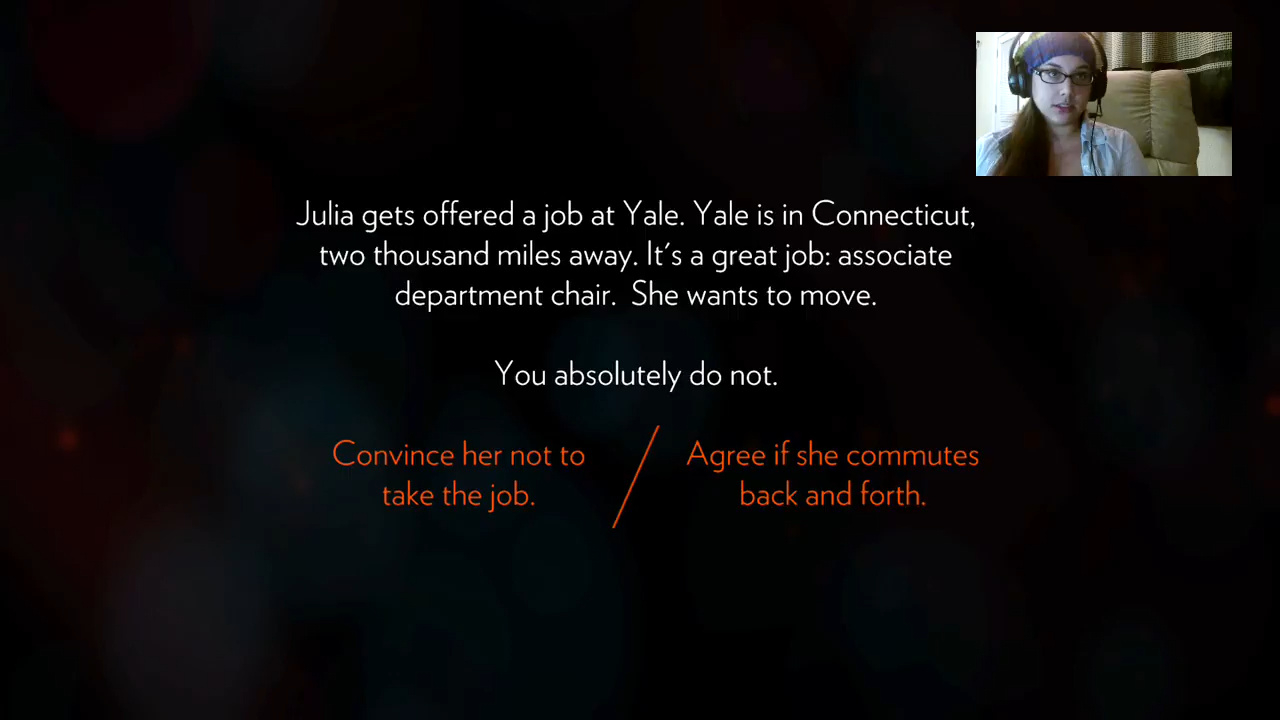 Julia gets offered a job at Yale. Yale is in Connecticut,
two thousand miles away. It's a great job: associate
department chair.  She wants to move.
You absolutely do not.
Convince her not to
take the job.
Agree if she commutes
back and forth.